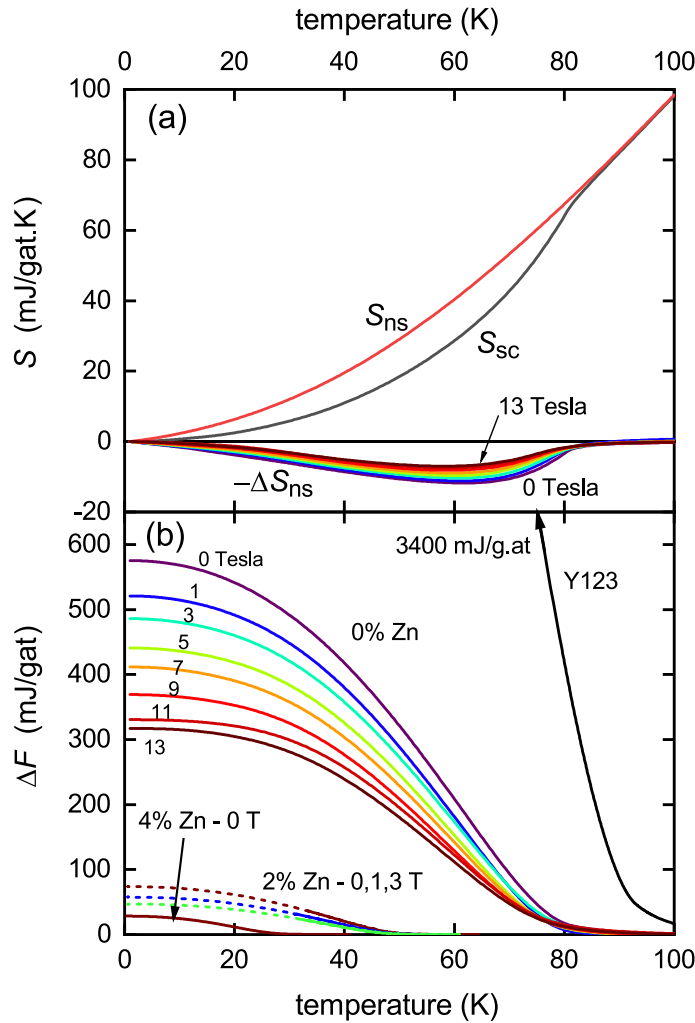 temperature (K)
0 20 40 60 80 100
100
(a)
80
60
S (mJ/gat.K)
40
Sns
Ssc
20
13 Tesla
0
−ΔSns
0 Tesla
-20
(b)
3400 mJ/g.at
600
0 Tesla
Y123
500
1
0% Zn
3
400
5
7
ΔF (mJ/gat)
9
300
11
13
200
4% Zn - 0 T
100
2% Zn - 0,1,3 T
0
0 20 40 60 80 100
temperature (K)